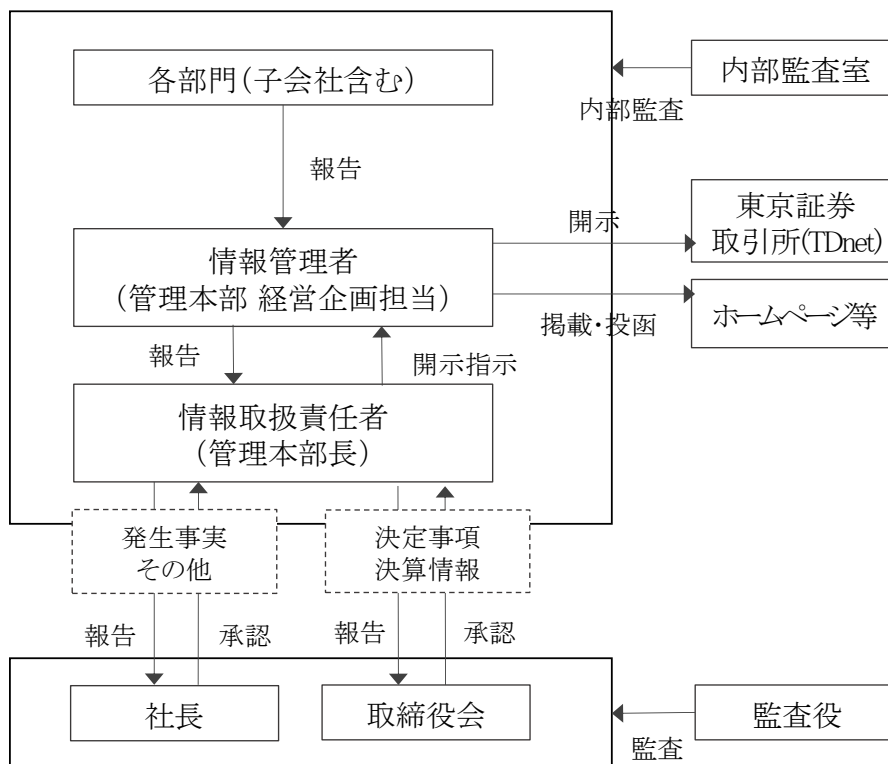 各部門(子会社含む)
内部監査室
内部監査
報告
東京証券
取引所(TDnet)
開示
情報管理者
(管理本部 経営企画担当)
ホームページ等
掲載・投函
報告
開示指示
情報取扱責任者
(管理本部長)
発生事実
その他
決定事項
決算情報
報告
承認
報告
承認
社長
取締役会
監査役
監査